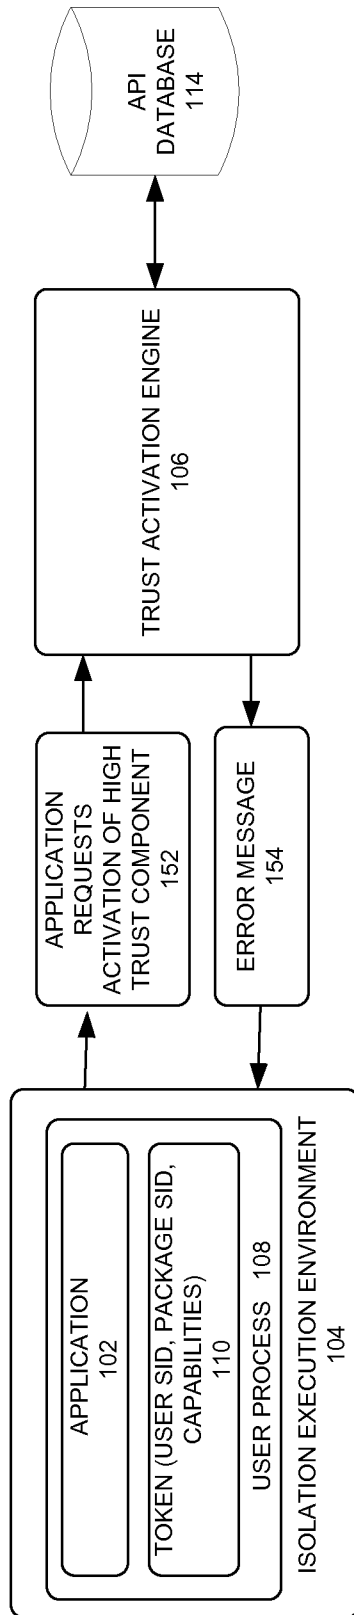 APPLICATION
102
TOKEN (USER SID, PACKAGE SID,
CAPABILITIES)
110
USER PROCESS 108
ISOLATION EXECUTION ENVIRONMENT
104
APPLICATION
REQUESTS
ACTIVATION OF HIGH
TRUST COMPONENT
152
ERROR MESSAGE
154
TRUST ACTIVATION ENGINE
106
API
DATABASE
114